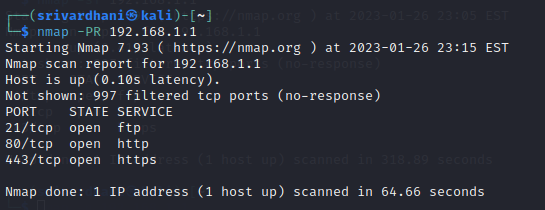 ┌──(srivardhani㉿kali)-[~]
└─$ nmap -PR 192.168.1.1
Starting Nmap 7.93 ( https://nmap.org ) at 2023-01-26 23:15 EST
Nmap scan report for 192.168.1.1
Host is up (0.10s latency).
Not shown: 997 filtered tcp ports (no-response)
PORT    STATE SERVICE
21/tcp  open  ftp
80/tcp  open  http
443/tcp open  https
Nmap done: 1 IP address (1 host up) scanned in 64.66 seconds